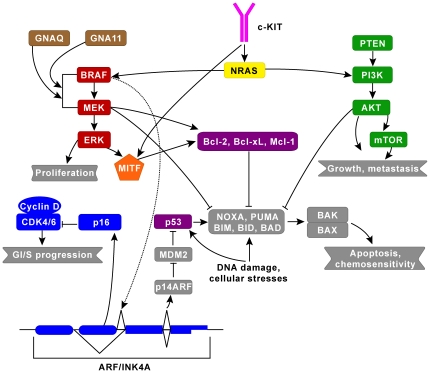 GNAQ
GNA11
c-KIT
PTEN
BRAF
NRAS
PI3K
MEK
AKT
ERK
MITF
Bcl-2, Bcl-xL, Mcl-1
mTOR
Proliferation
Growth, metastasis
Cyclin D
CDK4/6
p16
p53
NOXA, PUMA
BIM, BID, BAD
BAK
BAX
GI/S progression
MDM2
DNA damage,
cellular stresses
Apoptosis,
chemosensitivity
p14ARF
ARF/INK4A